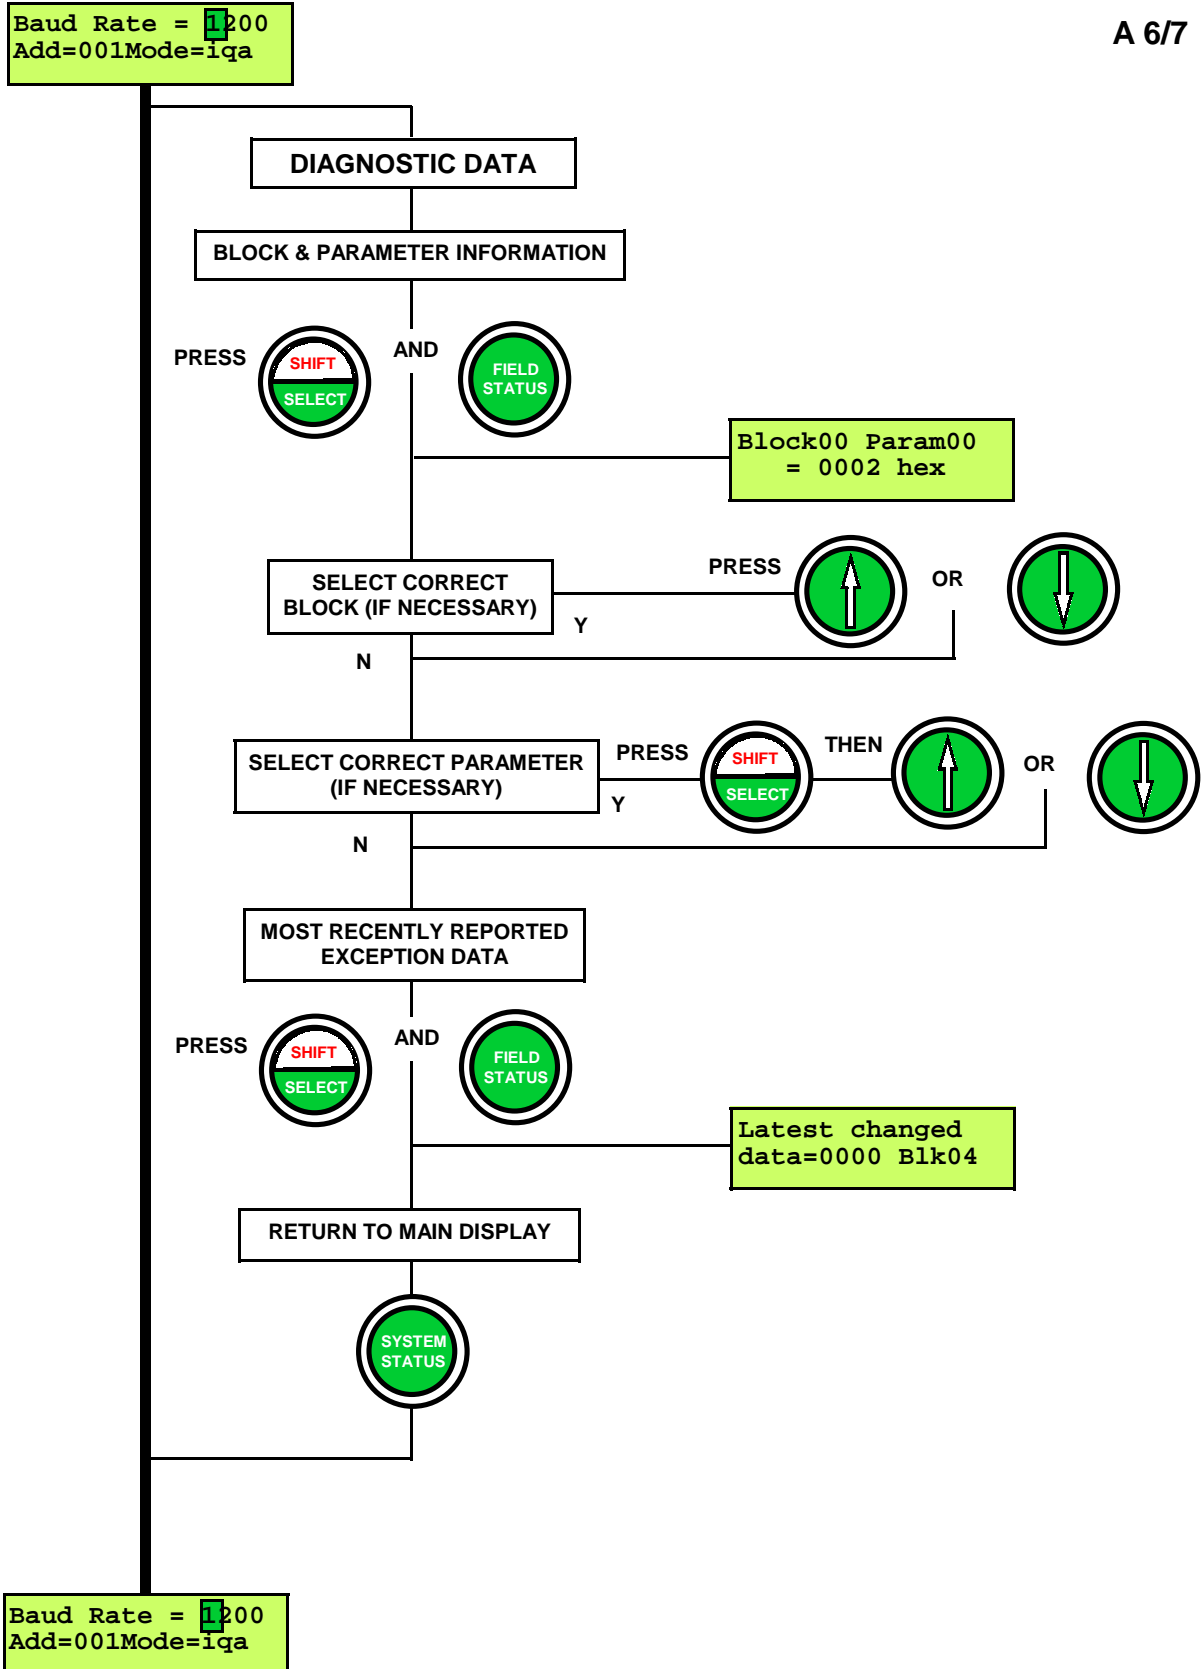 Baud Rate = 1200
Add=001Mode=iqa
A 6/7
DIAGNOSTIC DATA
BLOCK & PARAMETER INFORMATION
PRESS
SHIFT
SELECT
AND
FIELD
STATUS
Block00 Param00
= 0002 hex
SELECT CORRECT
BLOCK (IF NECESSARY)
PRESS
OR
Y
N
SELECT CORRECT PARAMETER
(IF NECESSARY)
PRESS
SHIFT
SELECT
THEN
OR
Y
N
MOST RECENTLY REPORTED
EXCEPTION DATA
PRESS
SHIFT
SELECT
AND
FIELD
STATUS
Latest changed
data=0000 Blk04
RETURN TO MAIN DISPLAY
SYSTEM
STATUS
Baud Rate = 1200
Add=001Mode=iqa